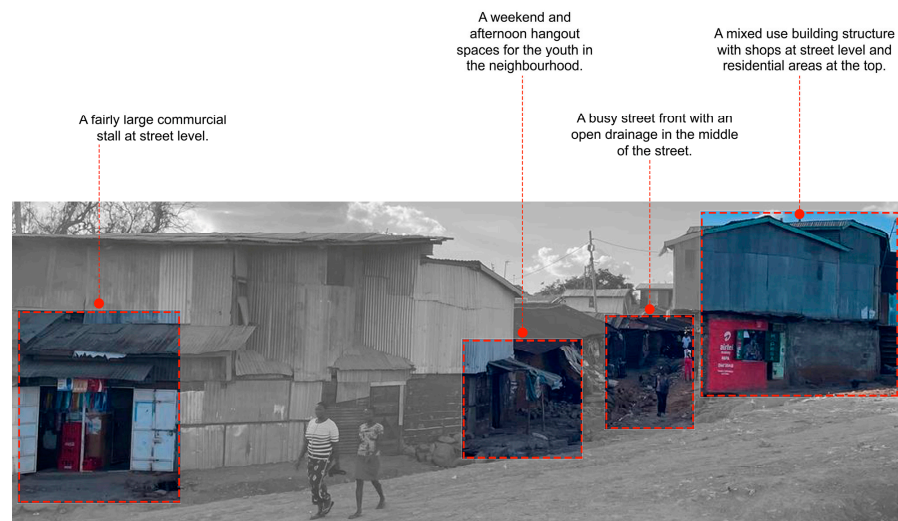 A fairly large commurcial
stall at street level.
A weekend and
afternoon hangout
spaces for the youth in
the neighbourhood.
A busy street front with an
open drainage in the middle
of the street.
A mixed use building structure
with shops at street level and
residential areas at the top.
airtel